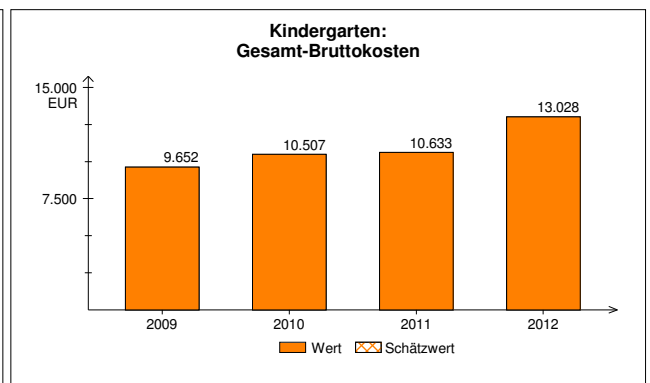 Kindergarten:
Gesamt-Bruttokosten
15.000
EUR
7.500
9.652
10.507
10.633
13.028
2009 2010 2011 2012
Wert Schätzwert